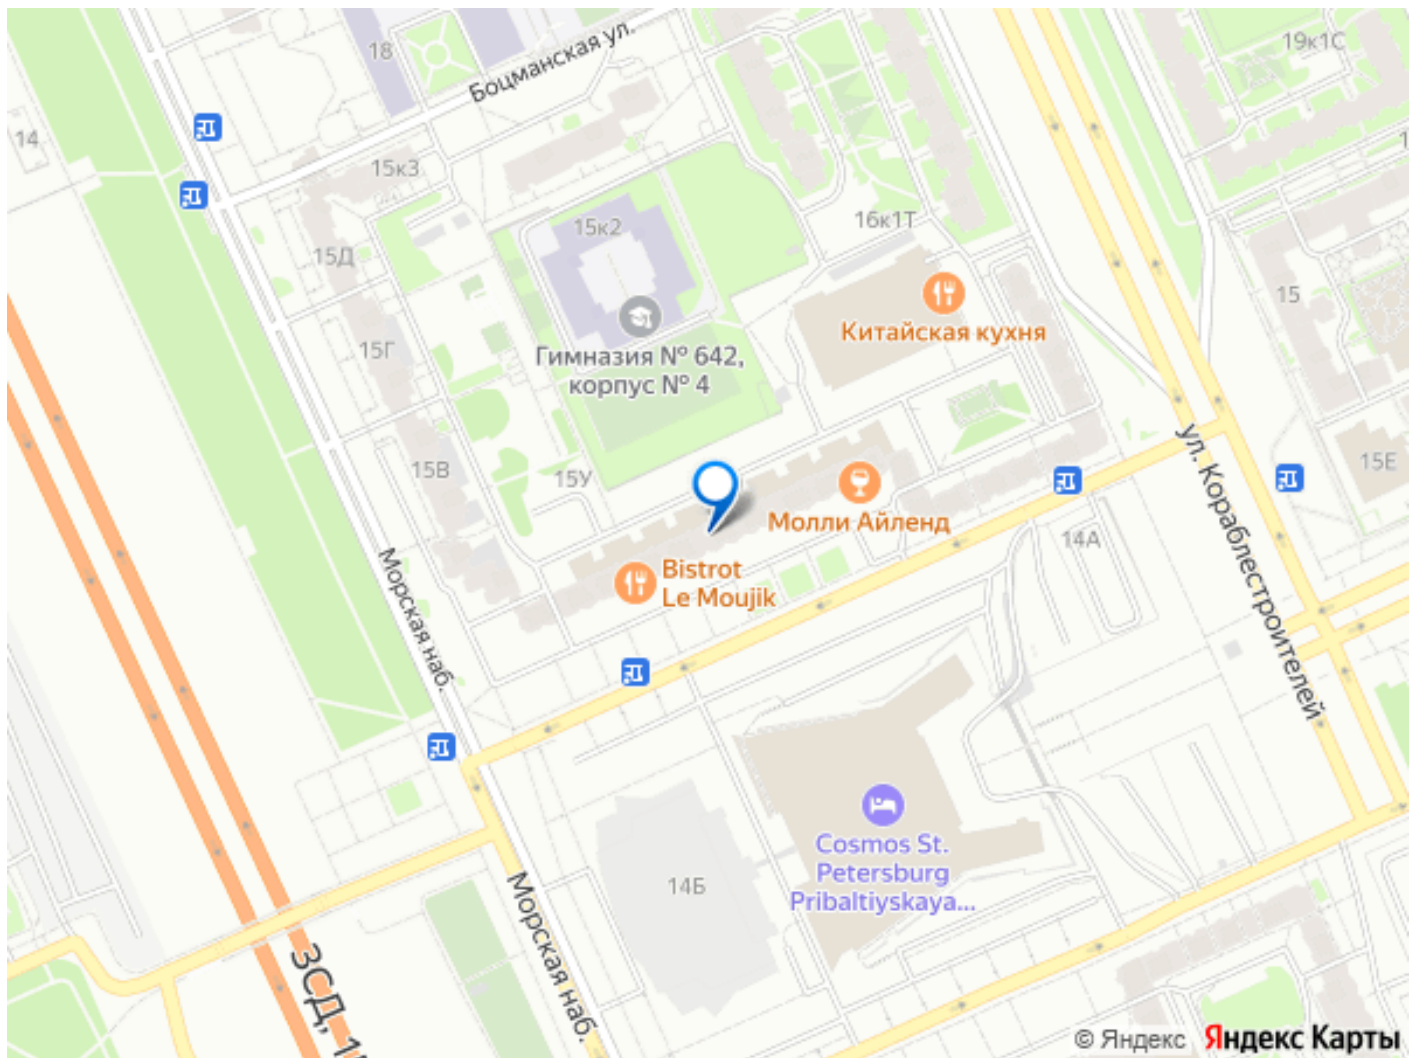 18
Боцманская ул.
19к1С
14
15к3
15к2
16к1Т
15Д
15
Китайская кухня
15Г
Гимназия № 642,
корпус № 4
15В
15У
ул. Кораблестроителей
15Е
Молли Айленд
14А
Морская наб.
Bistrot
Le Moujik
Cosmos St.
Petersburg
Pribaltiyskaya...
14Б
Морская наб.
ЗСД,
© Яндекс Яндекс Карты